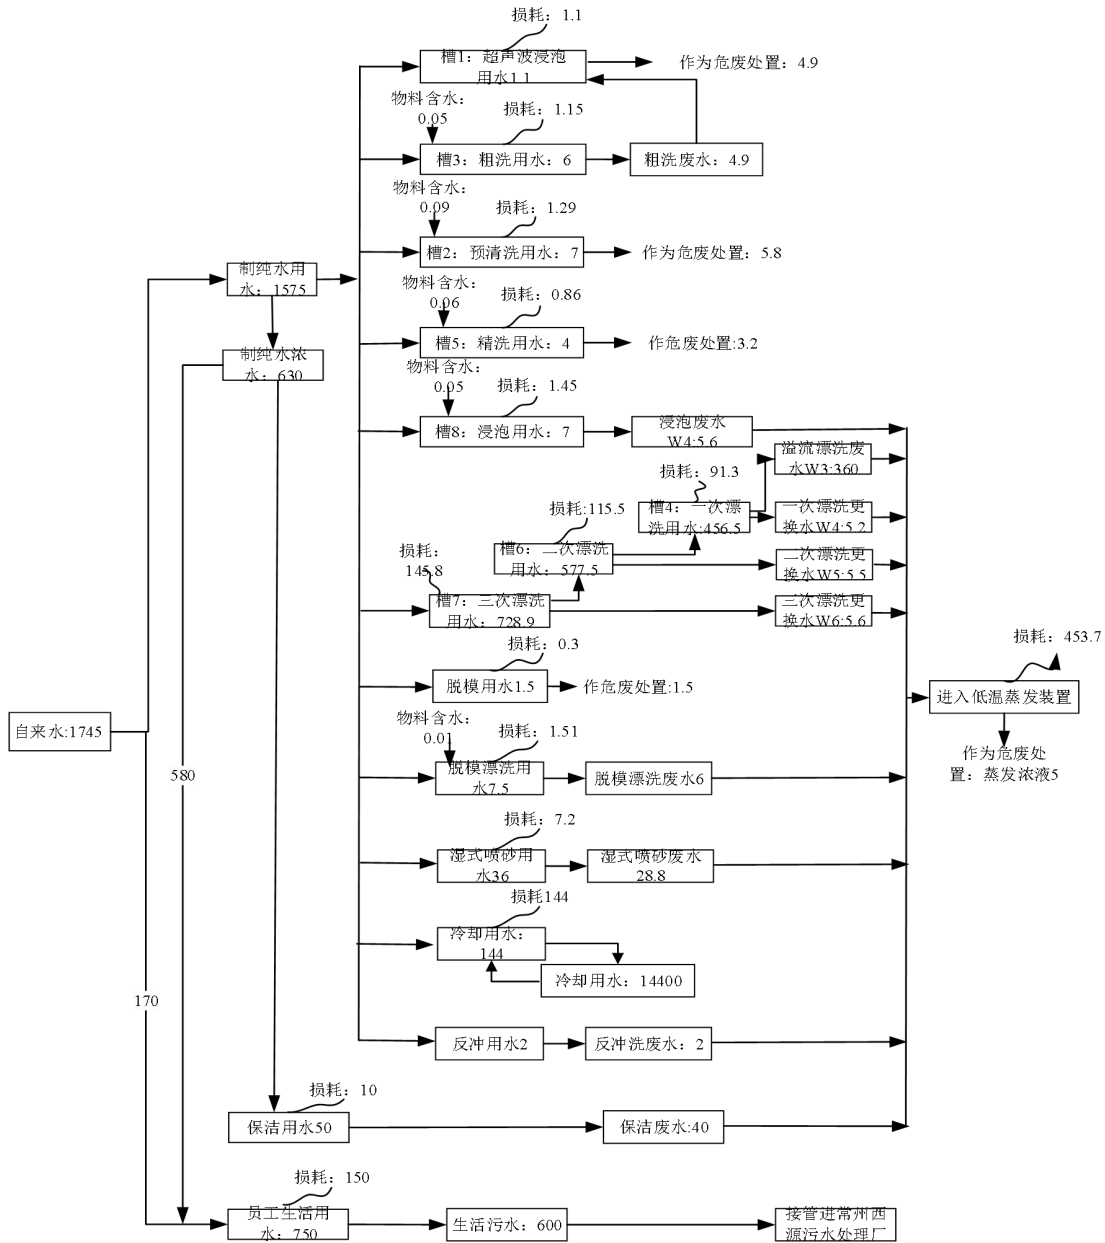 损耗：1.1
槽1：超声波浸泡
用水1.1
作为危废处置：4.9
物料含水：
0.05
损耗：1.15
槽3：粗洗用水：6
粗洗废水：4.9
物料含水：
0.09
损耗：1.29
槽2：预清洗用水：7
作为危废处置：5.8
制纯水用
水：1575
物料含水：
0.06
损耗：0.86
槽5：精洗用水：4
作危废处置:3.2
制纯水浓
水：630
物料含水：
0.05
损耗：1.45
槽8：浸泡用水：7
浸泡废水
W4:5.6
溢流漂洗废
水W3:360
损耗：91.3
槽4：一次漂
洗用水:456.5
一次漂洗更
换水W4:5.2
损耗:115.5
槽6：二次漂洗
用水：577.5
二次漂洗更
换水W5:5.5
损耗：
145.8
槽7：三次漂洗
用水：728.9
三次漂洗更
换水W6:5.6
损耗：0.3
脱模用水1.5
作危废处置:1.5
损耗：453.7
进入低温蒸发装置
作为危废处
置：蒸发浓液5
自来水:1745
物料含水：
0.01
损耗：1.51
脱模漂洗用
水7.5
脱模漂洗废水6
580
损耗：7.2
湿式喷砂用
水36
湿式喷砂废水
28.8
损耗144
冷却用水：
144
冷却用水：14400
170
反冲用水2
反冲洗废水：2
损耗：10
保洁用水50
保洁废水:40
损耗：150
员工生活用
水：750
生活污水：600
接管进常州西
源污水处理厂